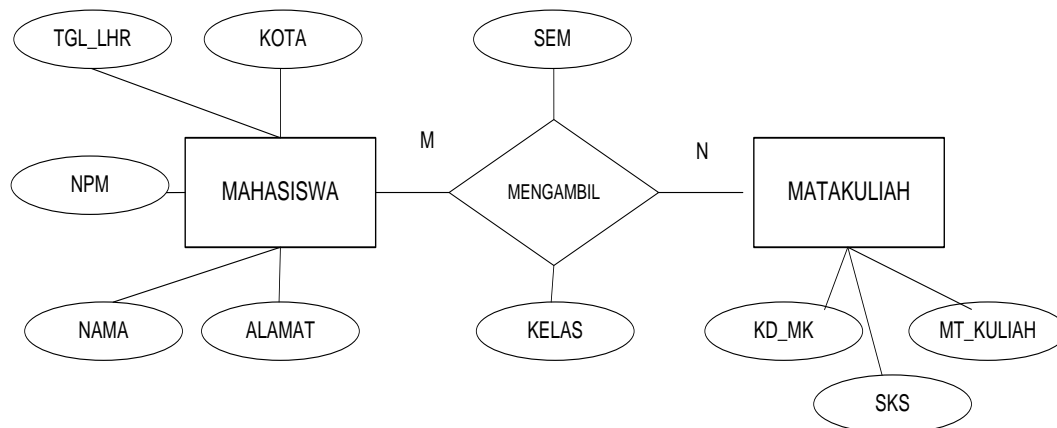 TGL_LHR
KOTA
SEM
M
N
NPM
MAHASISWA
MENGAMBIL
MATAKULIAH
NAMA
ALAMAT
KELAS
KD_MK
MT_KULIAH
SKS